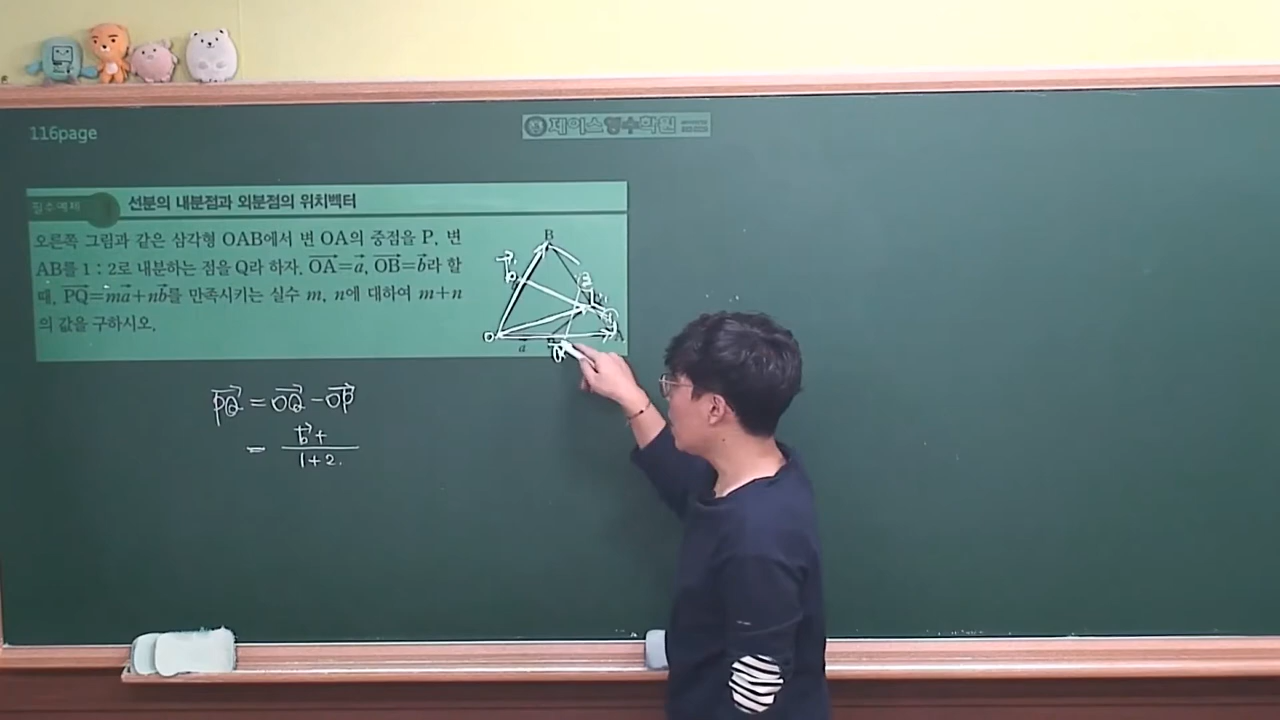 116page
제이스영수학원
필수예제
선분의 내분점과 외분점의 위치벡터
오른쪽 그림과 같은 삼각형 OAB에서 변 OA의 중점을 P, 변
AB를 1 : 2로 내분하는 점을 Q라 하자. $\overrightarrow{OA}=\vec{a}$, $\overrightarrow{OB}=\vec{b}$라 할
때, $\overrightarrow{PQ}=m\vec{a}+n\vec{b}$를 만족시키는 실수 m, n에 대하여 m+n
의 값을 구하시오.
B
$\vec{b}$
②
①
O
A
a
$\overrightarrow{PQ}=\overrightarrow{OQ}-\overrightarrow{OP}$
$=\frac{\vec{b}+}{1+2}$